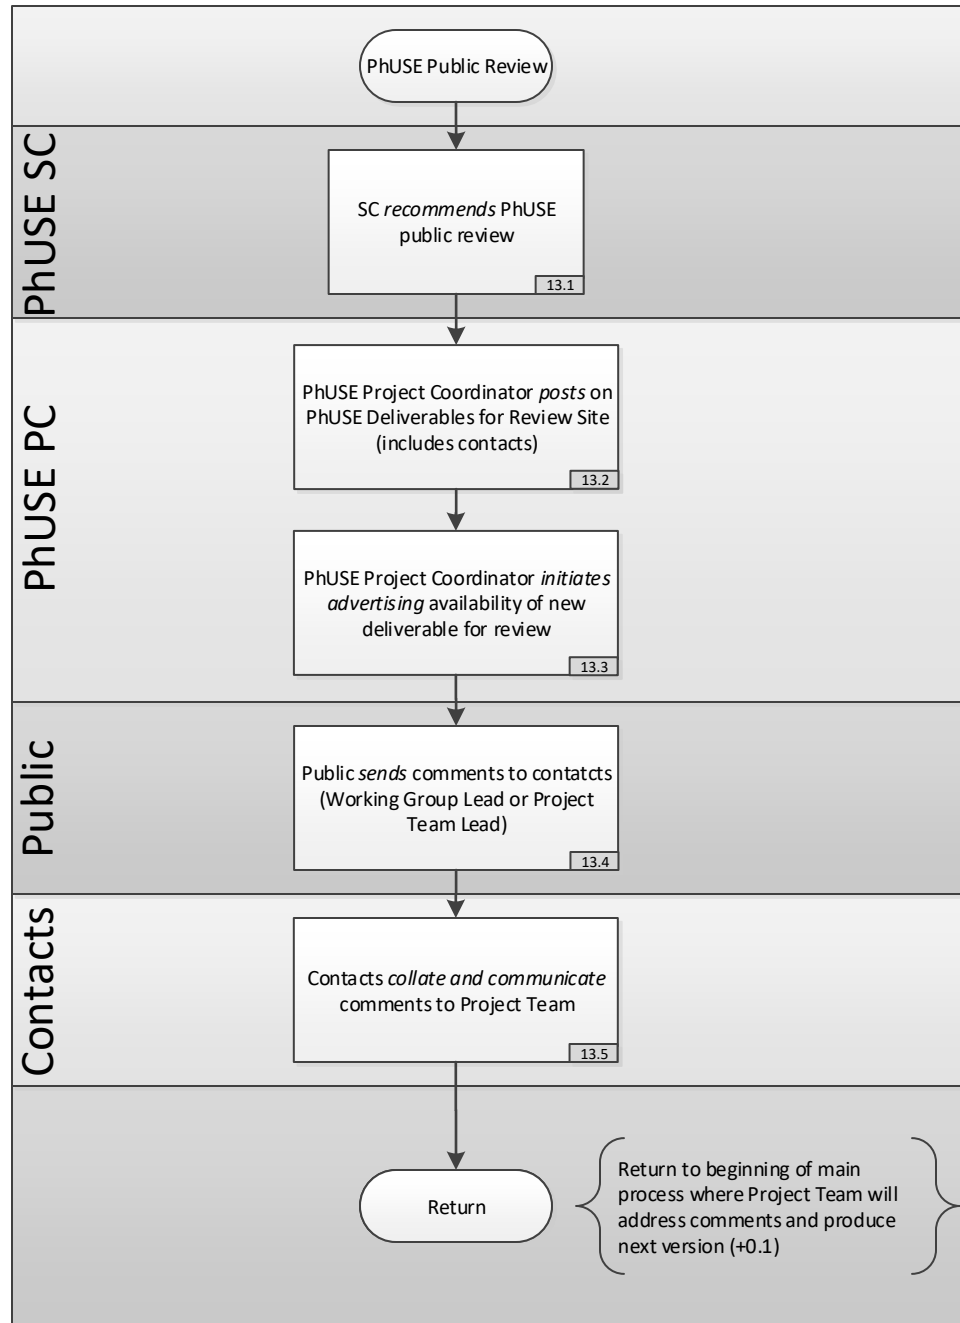 PhUSE Public Review
PhUSE SC
SC recommends PhUSE
public review
13.1
PhUSE PC
PhUSE Project Coordinator posts on
PhUSE Deliverables for Review Site
(includes contacts)
13.2
PhUSE Project Coordinator initiates
advertising availability of new
deliverable for review
13.3
Public
Public sends comments to contatcts
(Working Group Lead or Project
Team Lead)
13.4
Contacts
Contacts collate and communicate
comments to Project Team
13.5
Return
Return to beginning of main
process where Project Team will
address comments and produce
next version (+0.1)